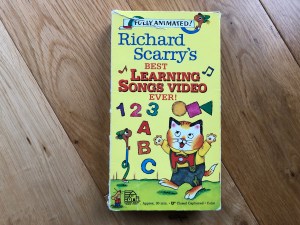 FULLY ANIMATED!
Richard
Scarry's
BEST
LEARNING
SONGS VIDEO
EVER!
1 2 3
A
B
C